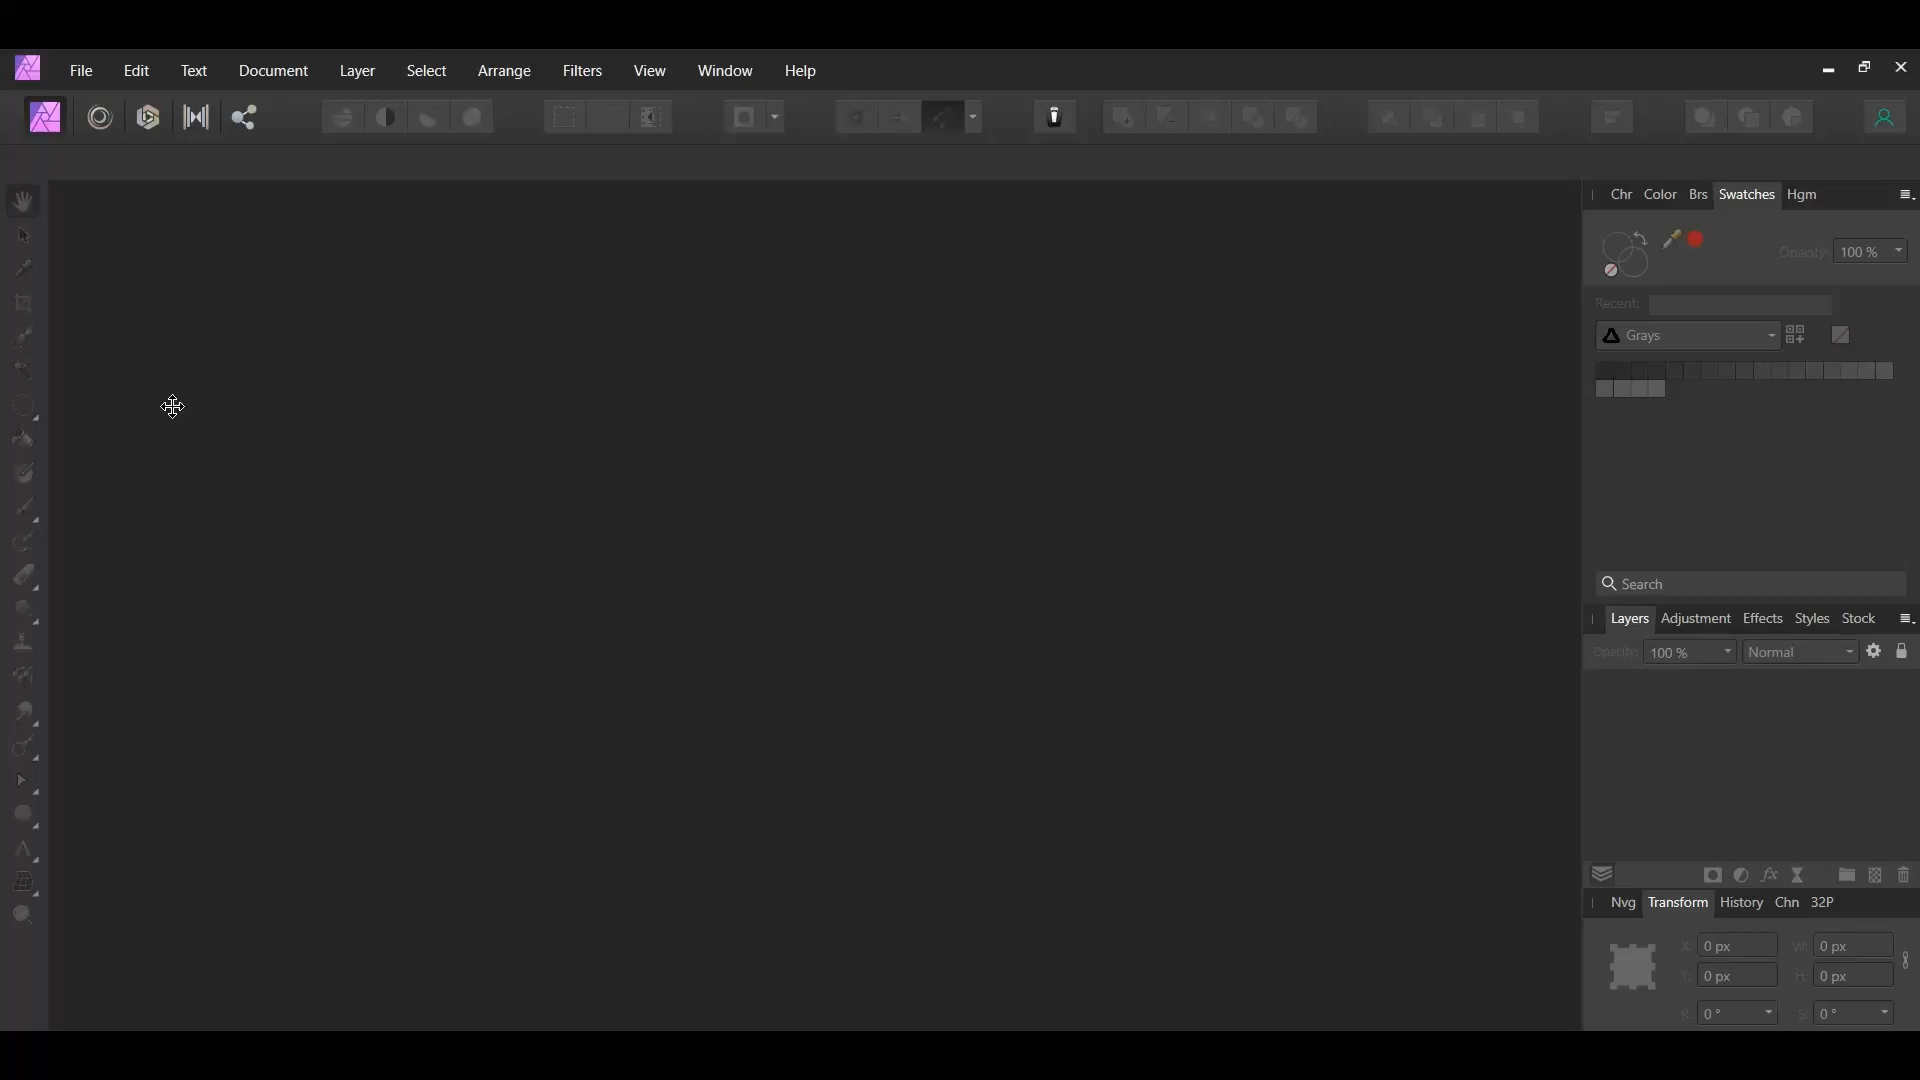 File Edit Text Document Layer Select Arrange Filters View Window Help
Chr Color Brs Swatches Hgm
Opacity: 100 %
Recent:
Grays
Search
Layers Adjustment Effects Styles Stock
Opacity: 100 % Normal
Nvg Transform History Chn 32P
X: 0 px W: 0 px
Y: 0 px H: 0 px
R: 0 ° S: 0 °